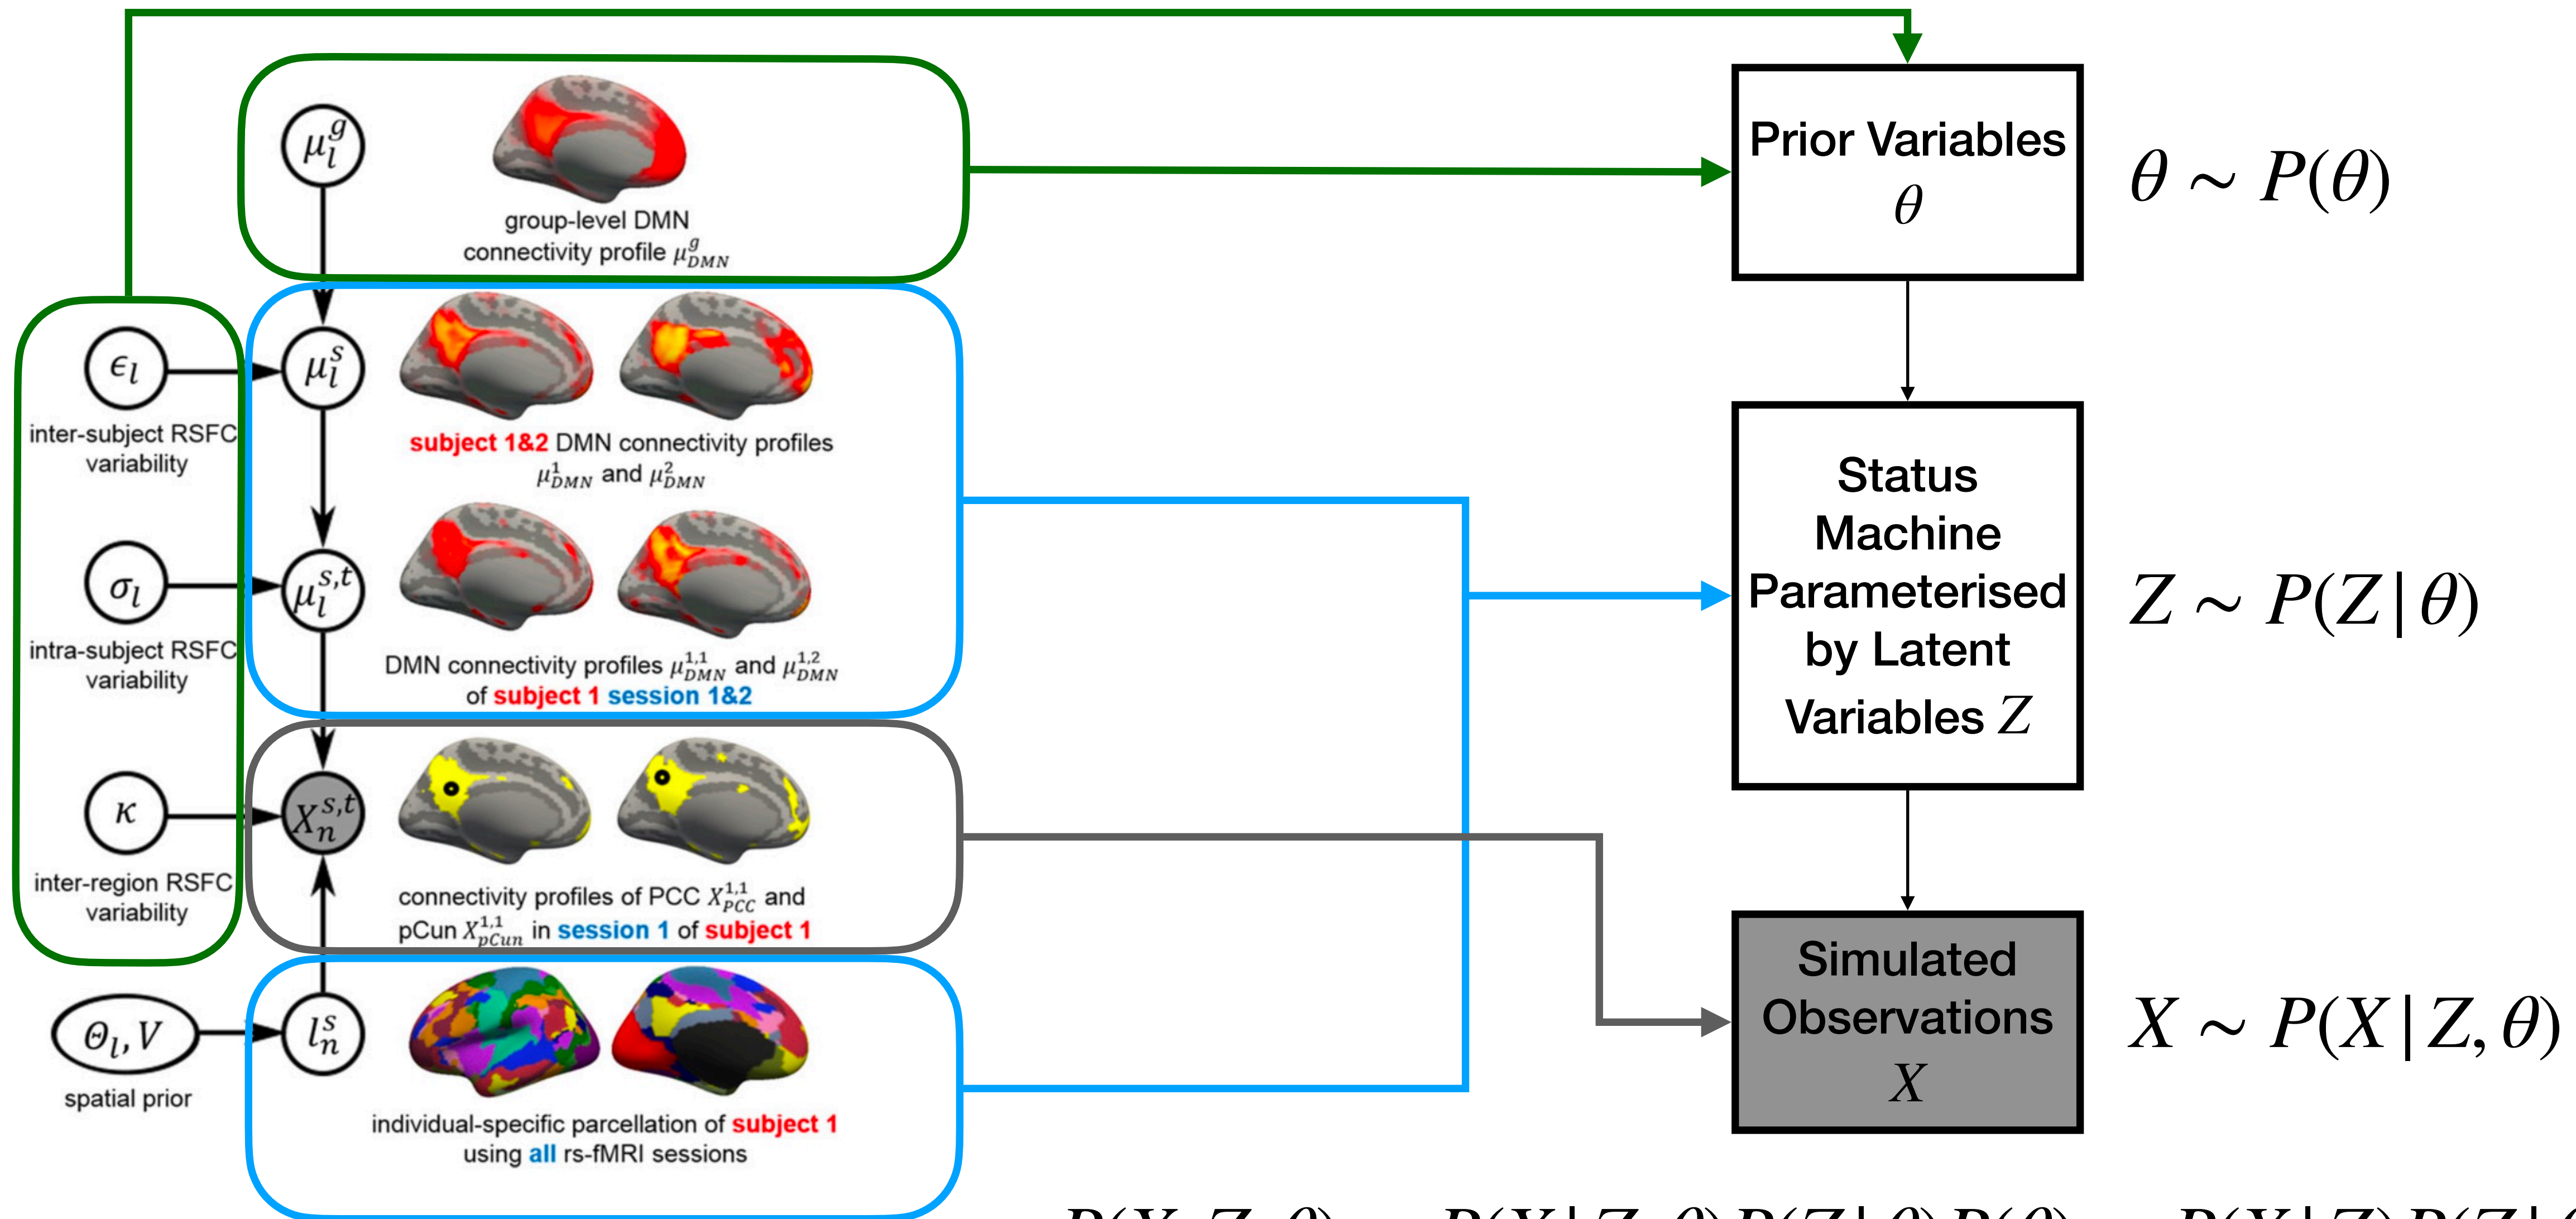 μ_l^g
group-level DMN
connectivity profile μ_DMN^g
ϵ_l
inter-subject RSFC
variability
μ_l^s
subject 1&2 DMN connectivity profiles
μ_DMN^1 and μ_DMN^2
σ_l
intra-subject RSFC
variability
μ_l^{s,t}
DMN connectivity profiles μ_DMN^{1,1} and μ_DMN^{1,2}
of subject 1 session 1&2
κ
inter-region RSFC
variability
X_n^{s,t}
connectivity profiles of PCC X_PCC^{1,1} and
pCun X_pCun^{1,1} in session 1 of subject 1
Θ_l, V
spatial prior
l_n^s
individual-specific parcellation of subject 1
using all rs-fMRI sessions
Prior Variables
θ
θ ∼ P(θ)
Status
Machine
Parameterised
by Latent
Variables Z
Z ∼ P(Z | θ)
Simulated
Observations
X
X ∼ P(X | Z, θ)